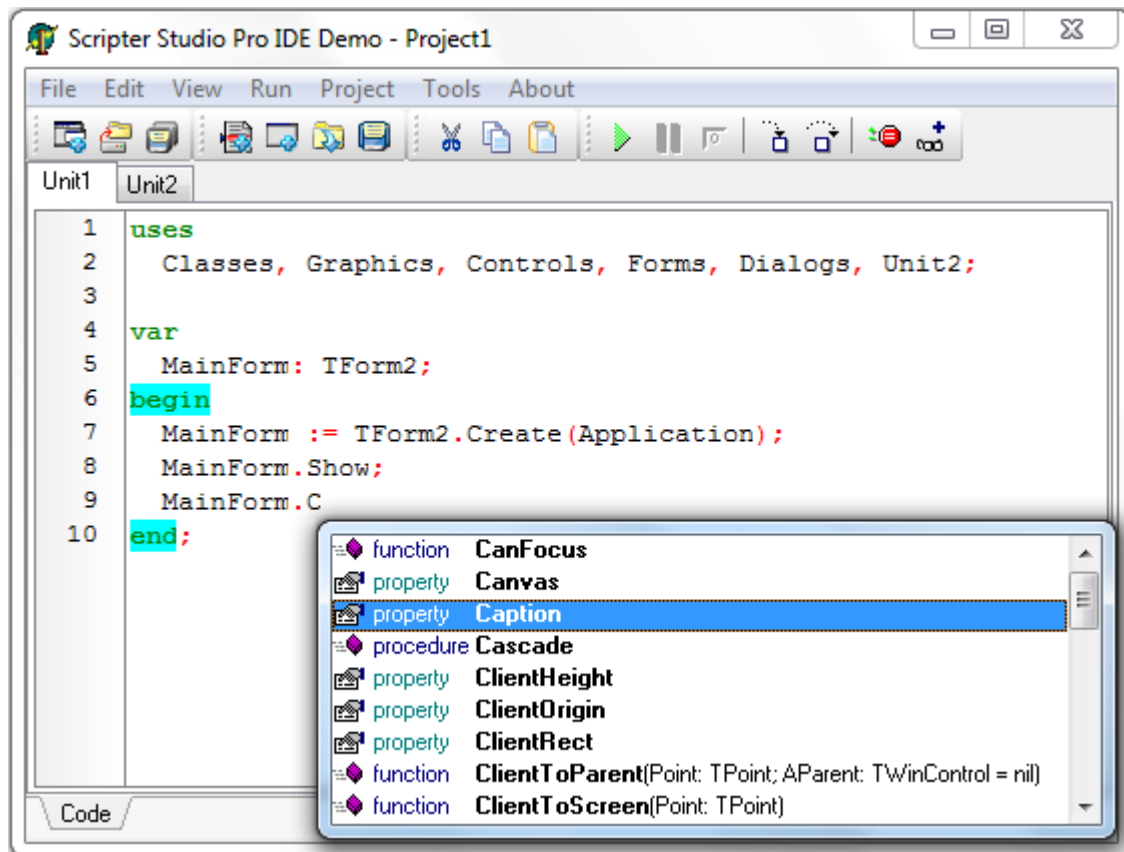 Scripter Studio Pro IDE Demo - Project1
File Edit View Run Project Tools About
Unit1 Unit2
1 uses
2 Classes, Graphics, Controls, Forms, Dialogs, Unit2;
3
4 var
5 MainForm: TForm2;
6 begin
7 MainForm := TForm2.Create(Application);
8 MainForm.Show;
9 MainForm.C
10 end;
function CanFocus
property Canvas
property Caption
procedure Cascade
property ClientHeight
property ClientOrigin
property ClientRect
function ClientToParent(Point: TPoint; AParent: TWinControl = nil)
function ClientToScreen(Point: TPoint)
Code